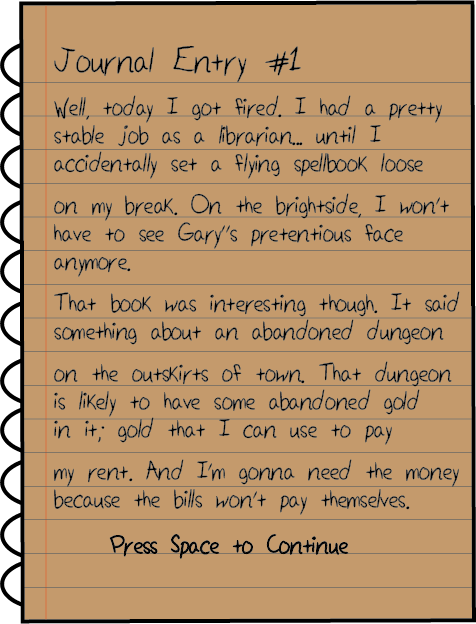 Journal Entry #1
Well, today I got fired. I had a pretty
stable job as a librarian... until I
accidentally set a flying spellbook loose
on my break. On the brightside, I won't
have to see Gary"s pretentious face
anymore.
That book was interesting though. It said
something about an abandoned dungeon
on the outskirts of town. That dungeon
is likely to have some abandoned gold
in it; gold that I can use to pay
my rent. And I'm gonna need the money
because the bills won't pay themselves.
Press Space to Continue